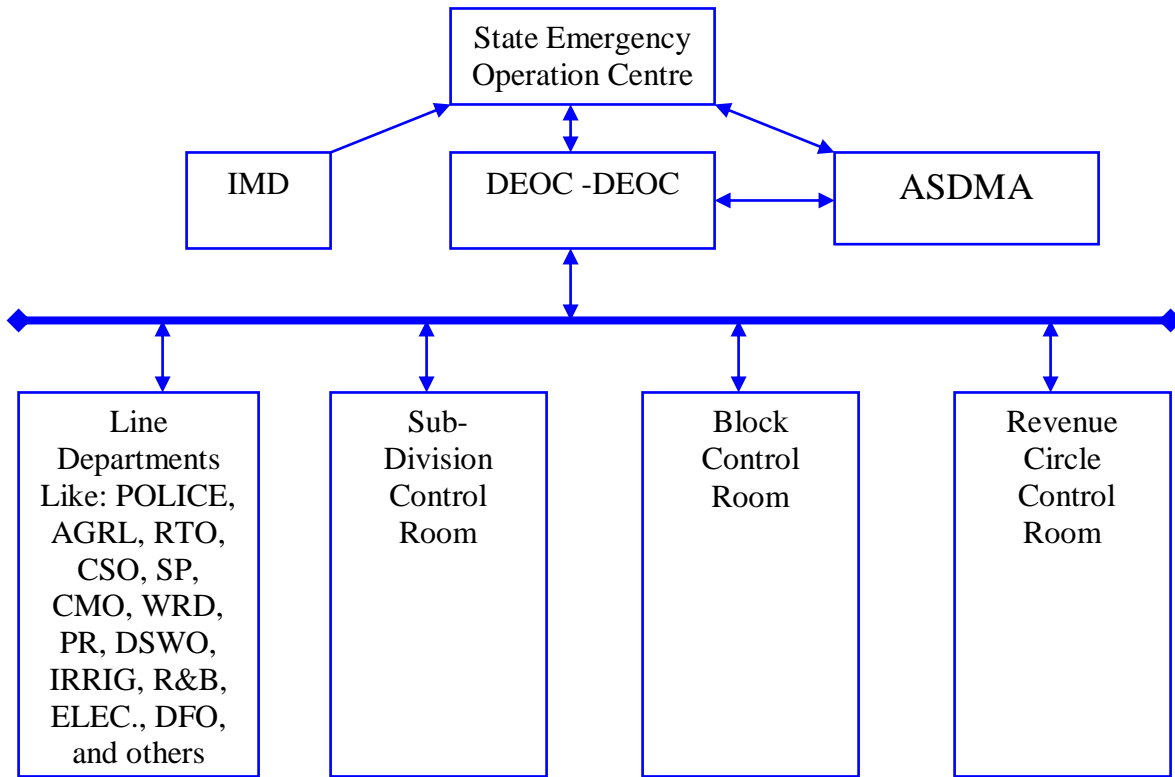 State Emergency
Operation Centre
IMD
DEOC -DEOC
ASDMA
Line
Departments
Like: POLICE,
AGRL, RTO,
CSO, SP,
CMO, WRD,
PR, DSWO,
IRRIG, R&B,
ELEC., DFO,
and others
Sub-
Division
Control
Room
Block
Control
Room
Revenue
Circle
Control
Room